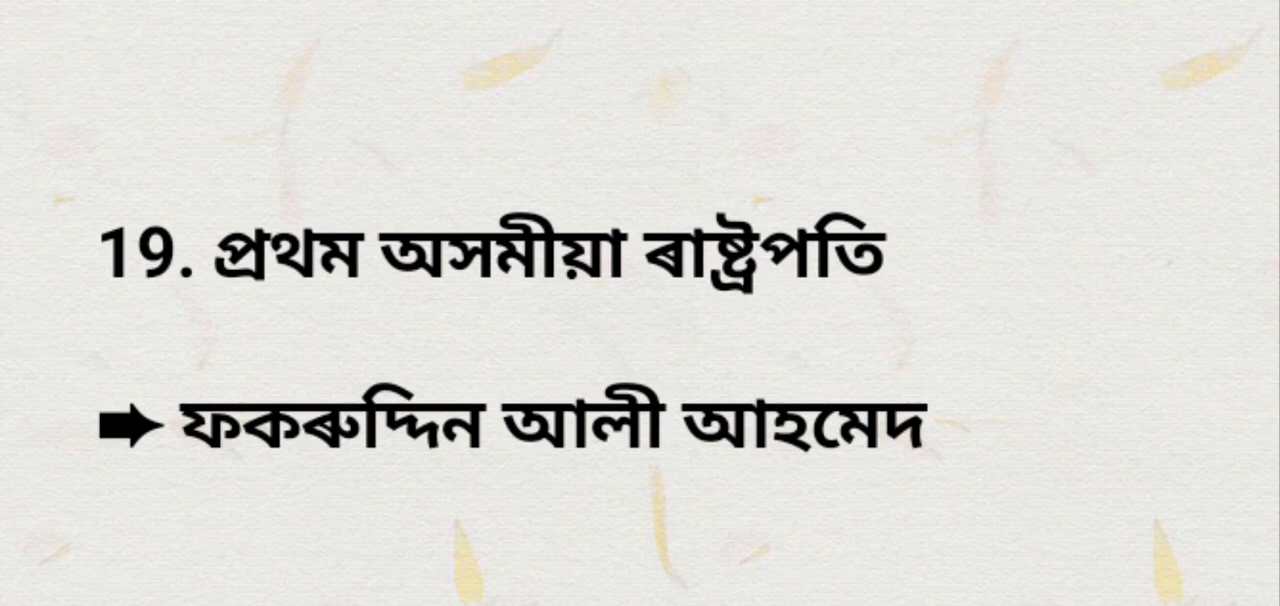 19. প্ৰথম অসমীয়া ৰাষ্ট্ৰপতি
➨ ফকৰুদ্দিন আলী আহমেদ